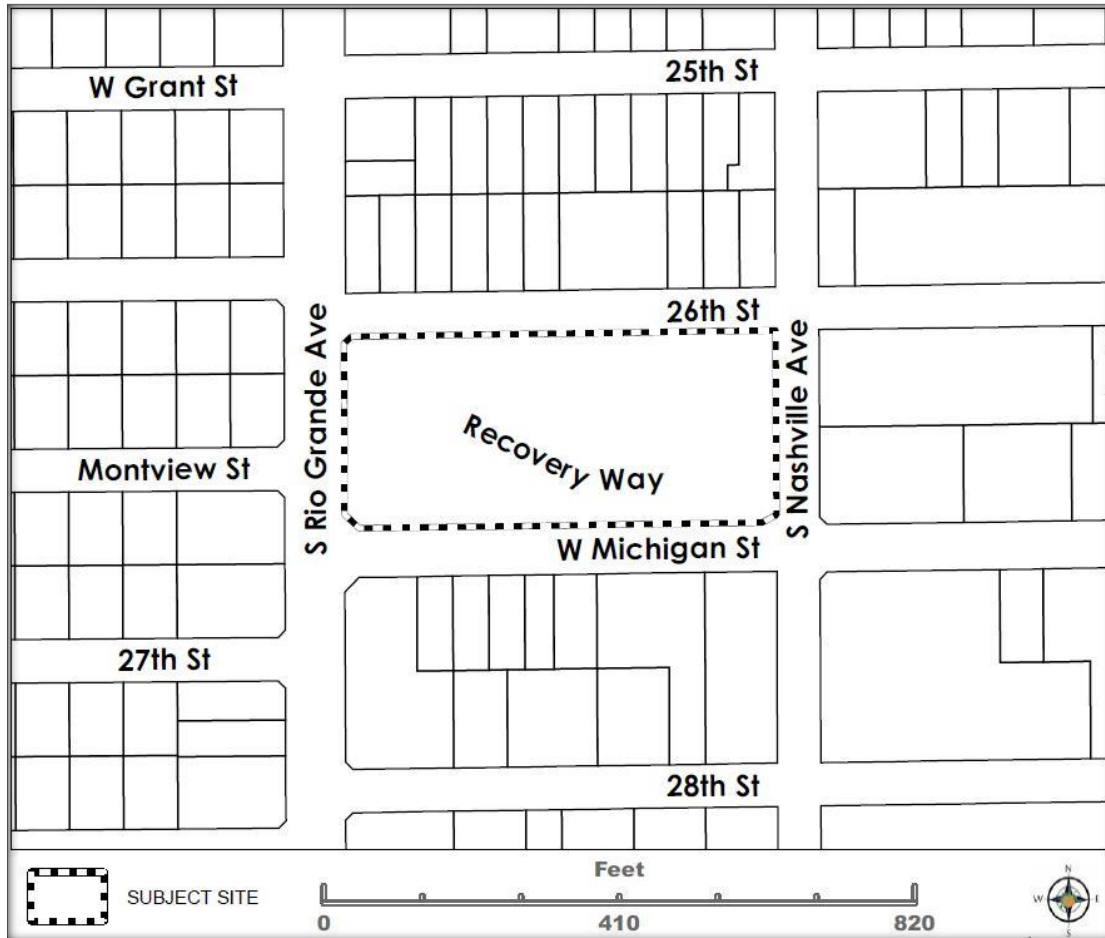 25th St
W Grant St
26th St
S Rio Grande Ave
S Nashville Ave
Recovery Way
Montview St
W Michigan St
27th St
28th St
SUBJECT SITE
Feet
0 410 820
N
W E
S